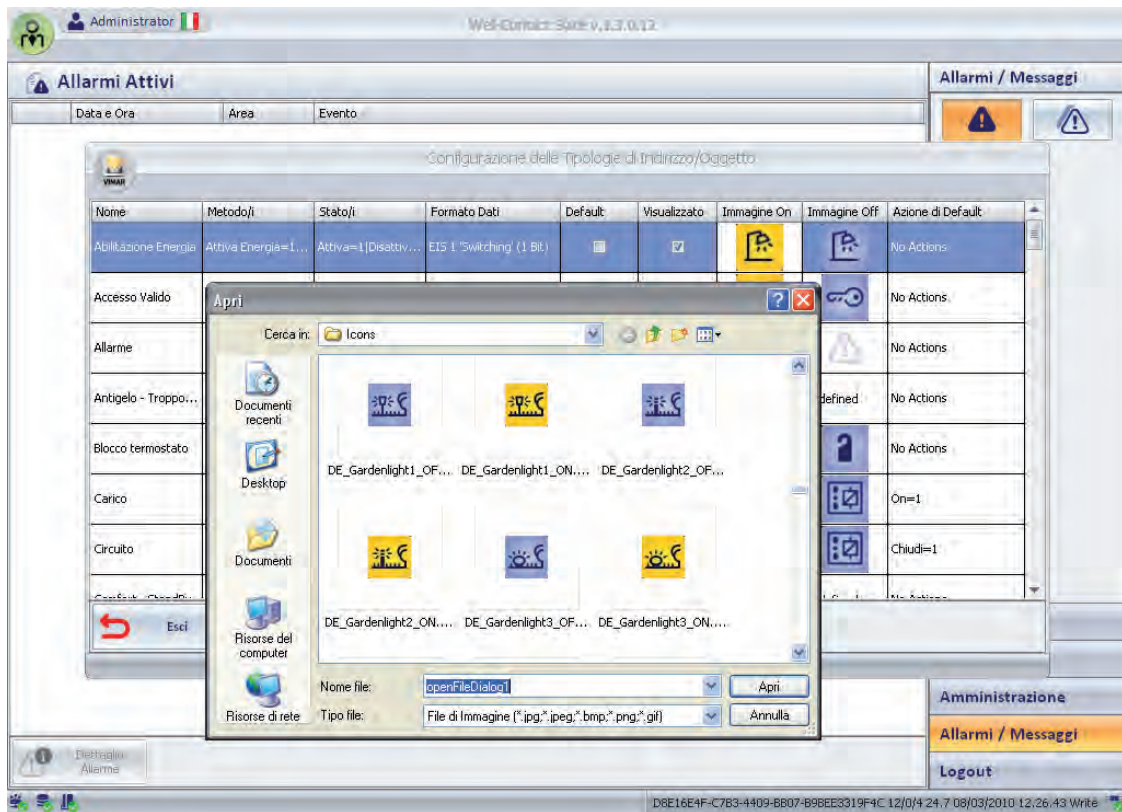 Administrator
Well-Contact Suite v.1.3.0.12
Allarmi Attivi
Allarmi / Messaggi
Data e Ora Area Evento
VIMAR
Configurazione delle Tipologie di Indirizzo/Oggetto
Nome Metodo/i Stato/i Formato Dati Default Visualizzato Immagine On Immagine Off Azione di Default
Abilitazione Energia Attiva Energia=1... Attiva=1|Disattiv... EIS 1 'Switching' (1 Bit) No Actions
Accesso Valido No Actions
Allarme No Actions
Antigelo - Troppo... defined No Actions
Blocco termostato No Actions
Carico On=1
Circuito Chiudi=1
No Actions
Esci
Apri
Cerca in: Icons
Documenti recenti
Desktop
Documenti
Risorse del computer
Risorse di rete
DE_Gardenlight1_OF... DE_Gardenlight1_ON.... DE_Gardenlight2_OF...
DE_Gardenlight2_ON.... DE_Gardenlight3_OF... DE_Gardenlight3_ON....
Nome file: openFileDialog1 Apri
Tipo file: File di Immagine (*.jpg;*.jpeg;*.bmp;*.png;*.gif) Annulla
Amministrazione
Allarmi / Messaggi
Logout
Dettaglio
Allarme
D8E16E4F-C7B3-4409-BB07-B9BEE3319F4C 12/0/4 24.7 08/03/2010 12.26.43 Write